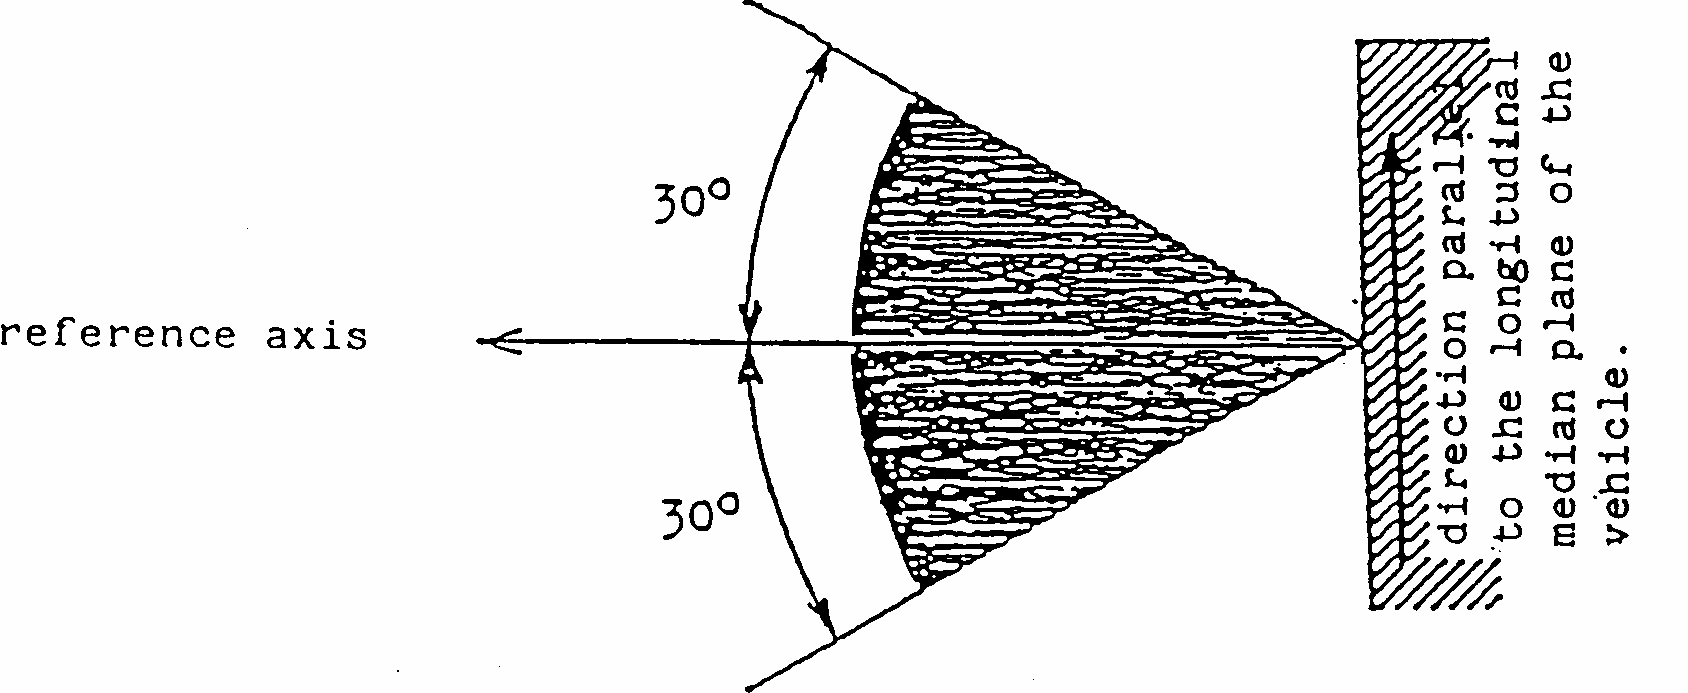 30°
reference axis
30°
direction parallel
to the longitudinal
median plane of the
vehicle.